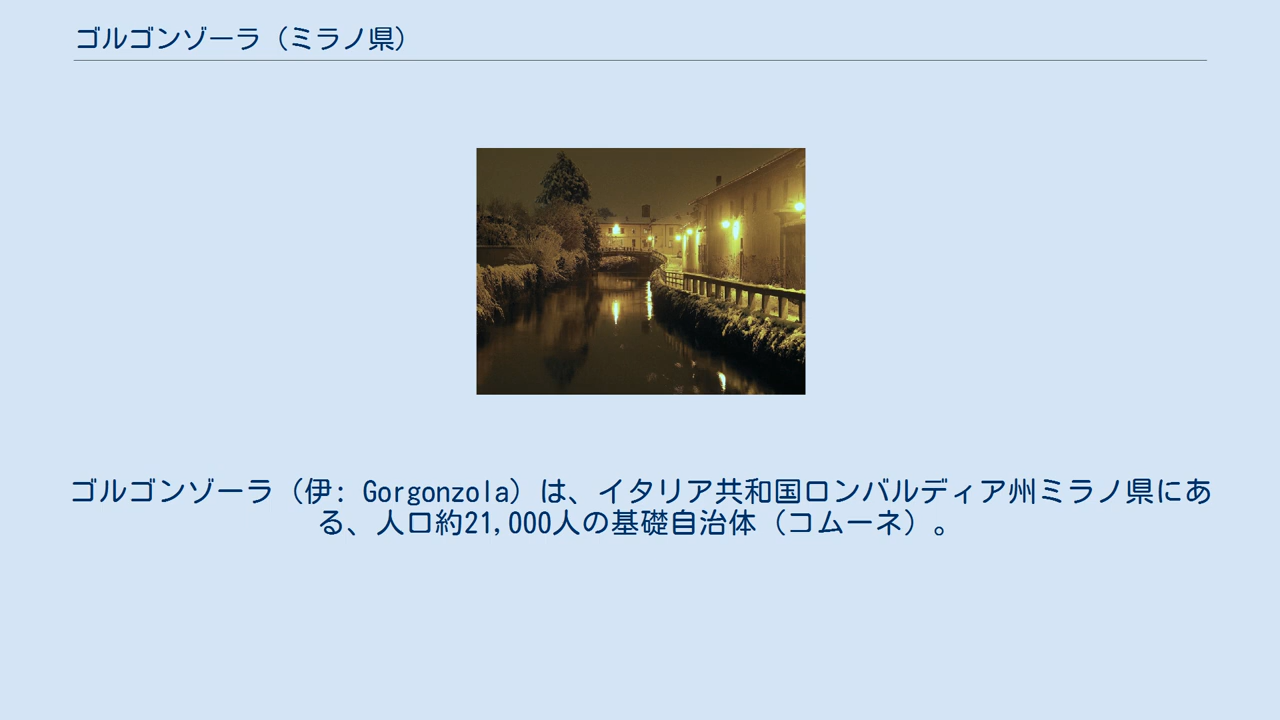 ゴルゴンゾーラ（ミラノ県）
ゴルゴンゾーラ（伊: Gorgonzola）は、イタリア共和国ロンバルディア州ミラノ県にあ
る、人口約21,000人の基礎自治体（コムーネ）。